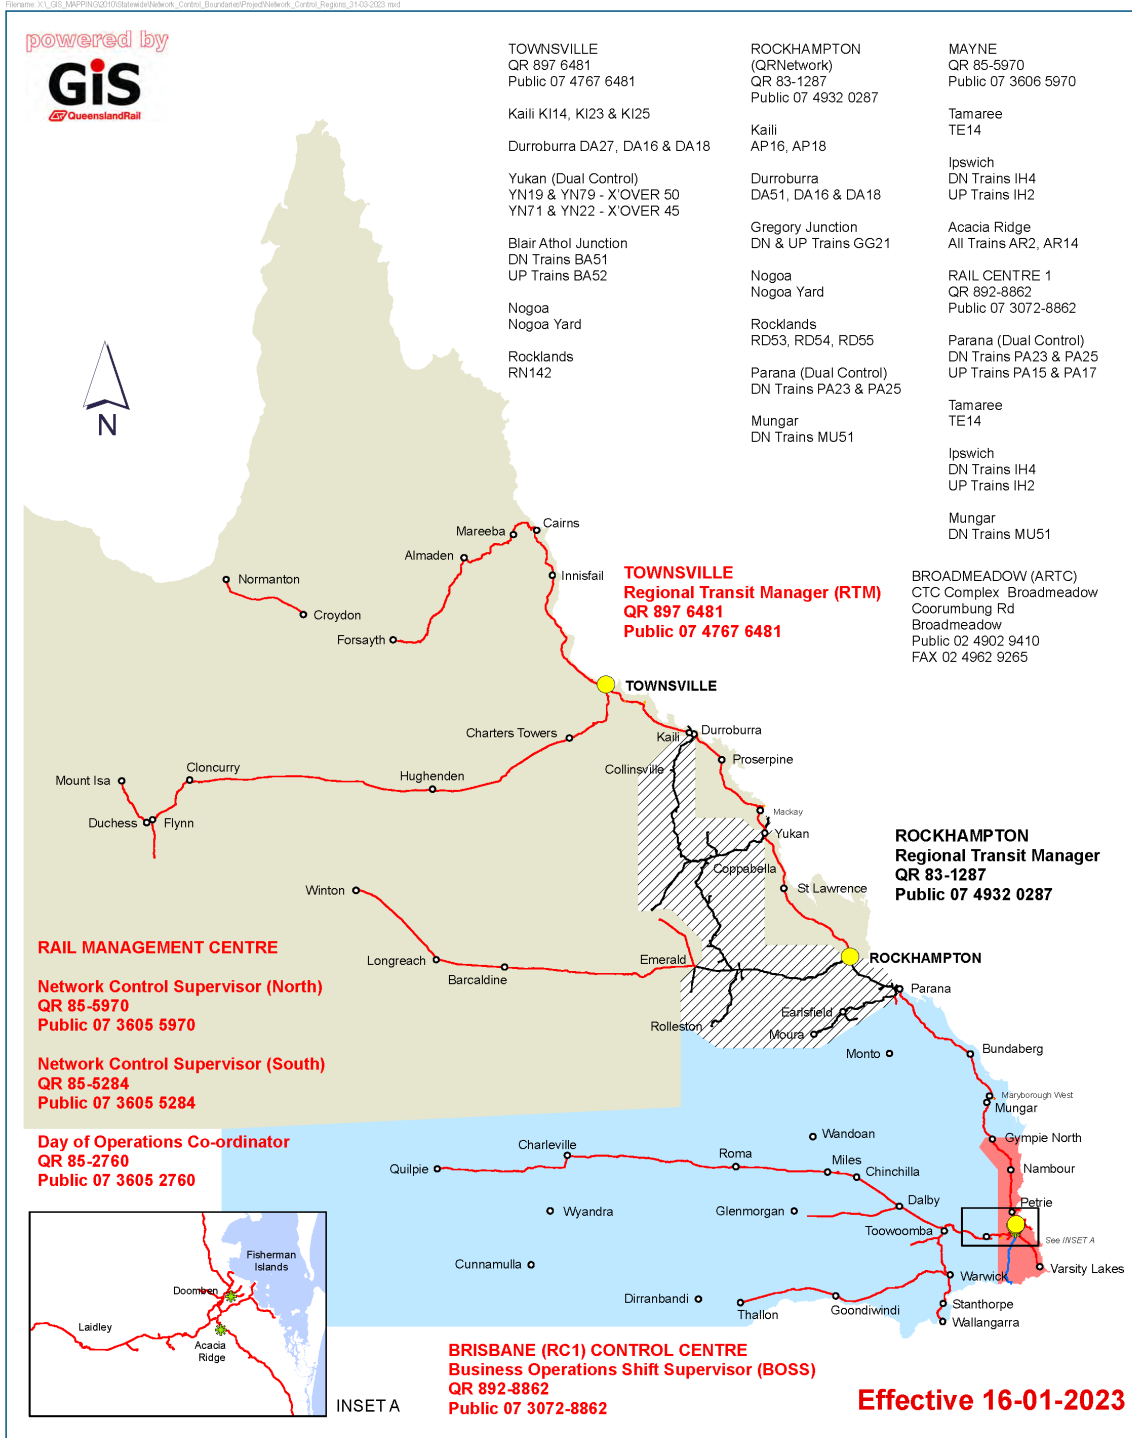 Filename: X:\_GIS_MAPPING\2010\Statewide\Network_Control_Boundaries\Project\Network_Control_Regions_31-03-2023.mxd
powered by
GiS
QR QueenslandRail
TOWNSVILLE
QR 897 6481
Public 07 4767 6481
Kaili KI14, KI23 & KI25
Durroburra DA27, DA16 & DA18
Yukan (Dual Control)
YN19 & YN79 - X'OVER 50
YN71 & YN22 - X'OVER 45
Blair Athol Junction
DN Trains BA51
UP Trains BA52
Nogoa
Nogoa Yard
Rocklands
RN142
ROCKHAMPTON
(QRNetwork)
QR 83-1287
Public 07 4932 0287
Kaili
AP16, AP18
Durroburra
DA51, DA16 & DA18
Gregory Junction
DN & UP Trains GG21
Nogoa
Nogoa Yard
Rocklands
RD53, RD54, RD55
Parana (Dual Control)
DN Trains PA23 & PA25
Mungar
DN Trains MU51
MAYNE
QR 85-5970
Public 07 3606 5970
Tamaree
TE14
Ipswich
DN Trains IH4
UP Trains IH2
Acacia Ridge
All Trains AR2, AR14
RAIL CENTRE 1
QR 892-8862
Public 07 3072-8862
Parana (Dual Control)
DN Trains PA23 & PA25
UP Trains PA15 & PA17
Tamaree
TE14
Ipswich
DN Trains IH4
UP Trains IH2
Mungar
DN Trains MU51
BROADMEADOW (ARTC)
CTC Complex Broadmeadow
Coorumbung Rd
Broadmeadow
Public 02 4902 9410
FAX 02 4962 9265
N
TOWNSVILLE
Regional Transit Manager (RTM)
QR 897 6481
Public 07 4767 6481
Cairns
Mareeba
Almaden
Innisfail
Normanton
Croydon
Forsayth
TOWNSVILLE
Charters Towers
Kaili
Durroburra
Collinsville
Proserpine
Cloncurry
Hughenden
Mount Isa
Duchess
Flynn
Mackay
Yukan
Coppabella
St Lawrence
Winton
Longreach
Barcaldine
Emerald
ROCKHAMPTON
Rolleston
Parana
Earlsfield
Moura
Monto
ROCKHAMPTON
Regional Transit Manager
QR 83-1287
Public 07 4932 0287
RAIL MANAGEMENT CENTRE
Network Control Supervisor (North)
QR 85-5970
Public 07 3605 5970
Network Control Supervisor (South)
QR 85-5284
Public 07 3605 5284
Day of Operations Co-ordinator
QR 85-2760
Public 07 3605 2760
Bundaberg
Maryborough West
Mungar
Gympie North
Wandoan
Charleville
Roma
Miles
Chinchilla
Quilpie
Nambour
Petrie
Dalby
Wyandra
Glenmorgan
Toowoomba
See INSET A
Cunnamulla
Warwick
Varsity Lakes
Dirranbandi
Thallon
Goondiwindi
Stanthorpe
Wallangarra
Fisherman
Islands
Doomben
Laidley
Acacia
Ridge
INSET A
BRISBANE (RC1) CONTROL CENTRE
Business Operations Shift Supervisor (BOSS)
QR 892-8862
Public 07 3072-8862
Effective 16-01-2023